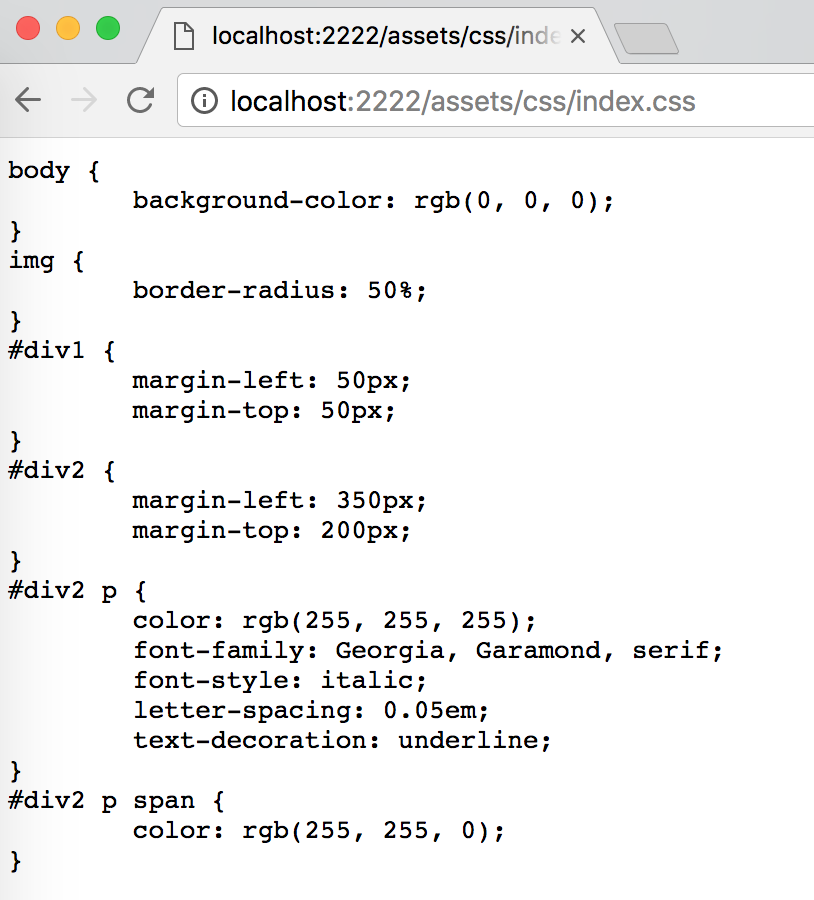 localhost:2222/assets/css/inde
localhost:2222/assets/css/index.css
body {
        background-color: rgb(0, 0, 0);
}
img {
        border-radius: 50%;
}
#div1 {
        margin-left: 50px;
        margin-top: 50px;
}
#div2 {
        margin-left: 350px;
        margin-top: 200px;
}
#div2 p {
        color: rgb(255, 255, 255);
        font-family: Georgia, Garamond, serif;
        font-style: italic;
        letter-spacing: 0.05em;
        text-decoration: underline;
}
#div2 p span {
        color: rgb(255, 255, 0);
}